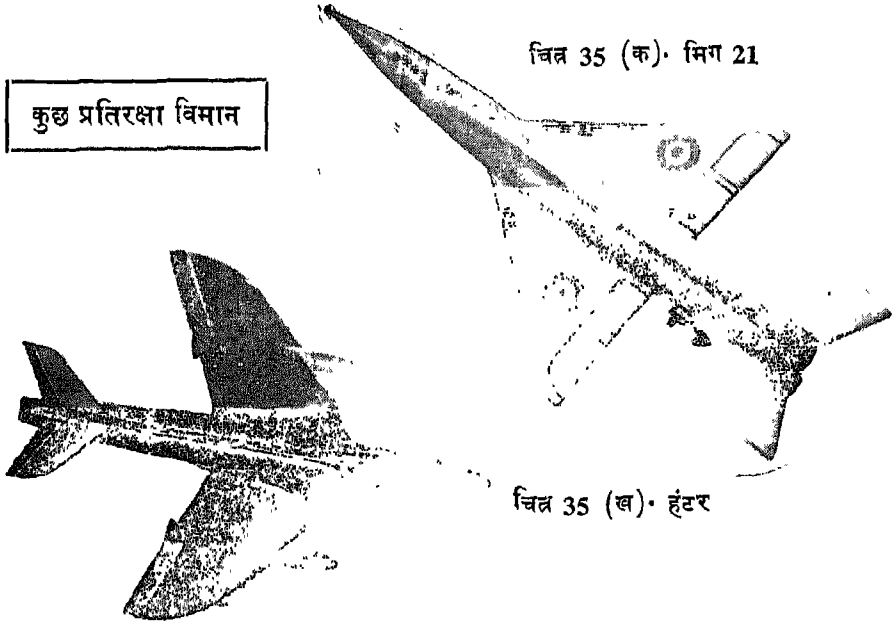 चित्र 35 (क). मिग 21
कुछ प्रतिरक्षा विमान
चित्र 35 (ख). हंटर